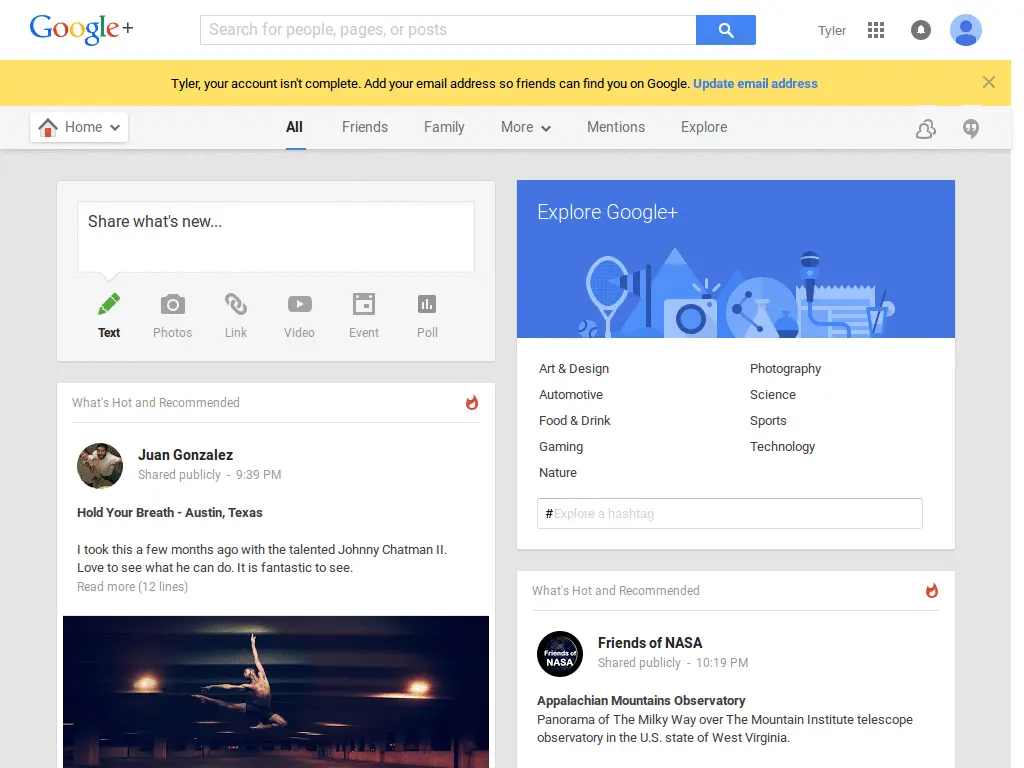 Google+
Search for people, pages, or posts
Tyler
Tyler, your account isn't complete. Add your email address so friends can find you on Google. Update email address
Home
All
Friends
Family
More
Mentions
Explore
Share what's new...
Text
Photos
Link
Video
Event
Poll
What's Hot and Recommended
Juan Gonzalez
Shared publicly - 9:39 PM
Hold Your Breath - Austin, Texas
I took this a few months ago with the talented Johnny Chatman II.
Love to see what he can do. It is fantastic to see.
Read more (12 lines)
Explore Google+
Art & Design
Automotive
Food & Drink
Gaming
Nature
Photography
Science
Sports
Technology
#Explore a hashtag
What's Hot and Recommended
Friends of
NASA
Friends of NASA
Shared publicly - 10:19 PM
Appalachian Mountains Observatory
Panorama of The Milky Way over The Mountain Institute telescope
observatory in the U.S. state of West Virginia.